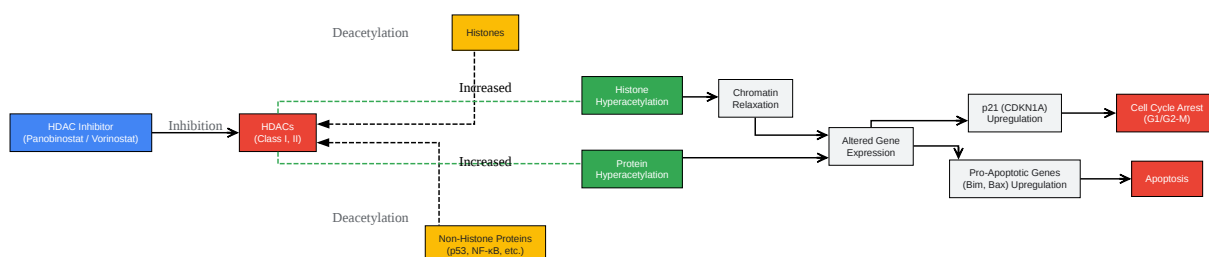 Deacetylation
Histones
Increased
Histone
Hyperacetylation
Chromatin
Relaxation
HDAC Inhibitor
(Panobinostat / Vorinostat)
Inhibition
HDACs
(Class I, II)
p21 (CDKN1A)
Upregulation
Cell Cycle Arrest
(G1/G2-M)
Altered Gene
Expression
Increased
Protein
Hyperacetylation
Pro-Apoptotic Genes
(Bim, Bax) Upregulation
Apoptosis
Deacetylation
Non-Histone Proteins
(p53, NF-κB, etc.)